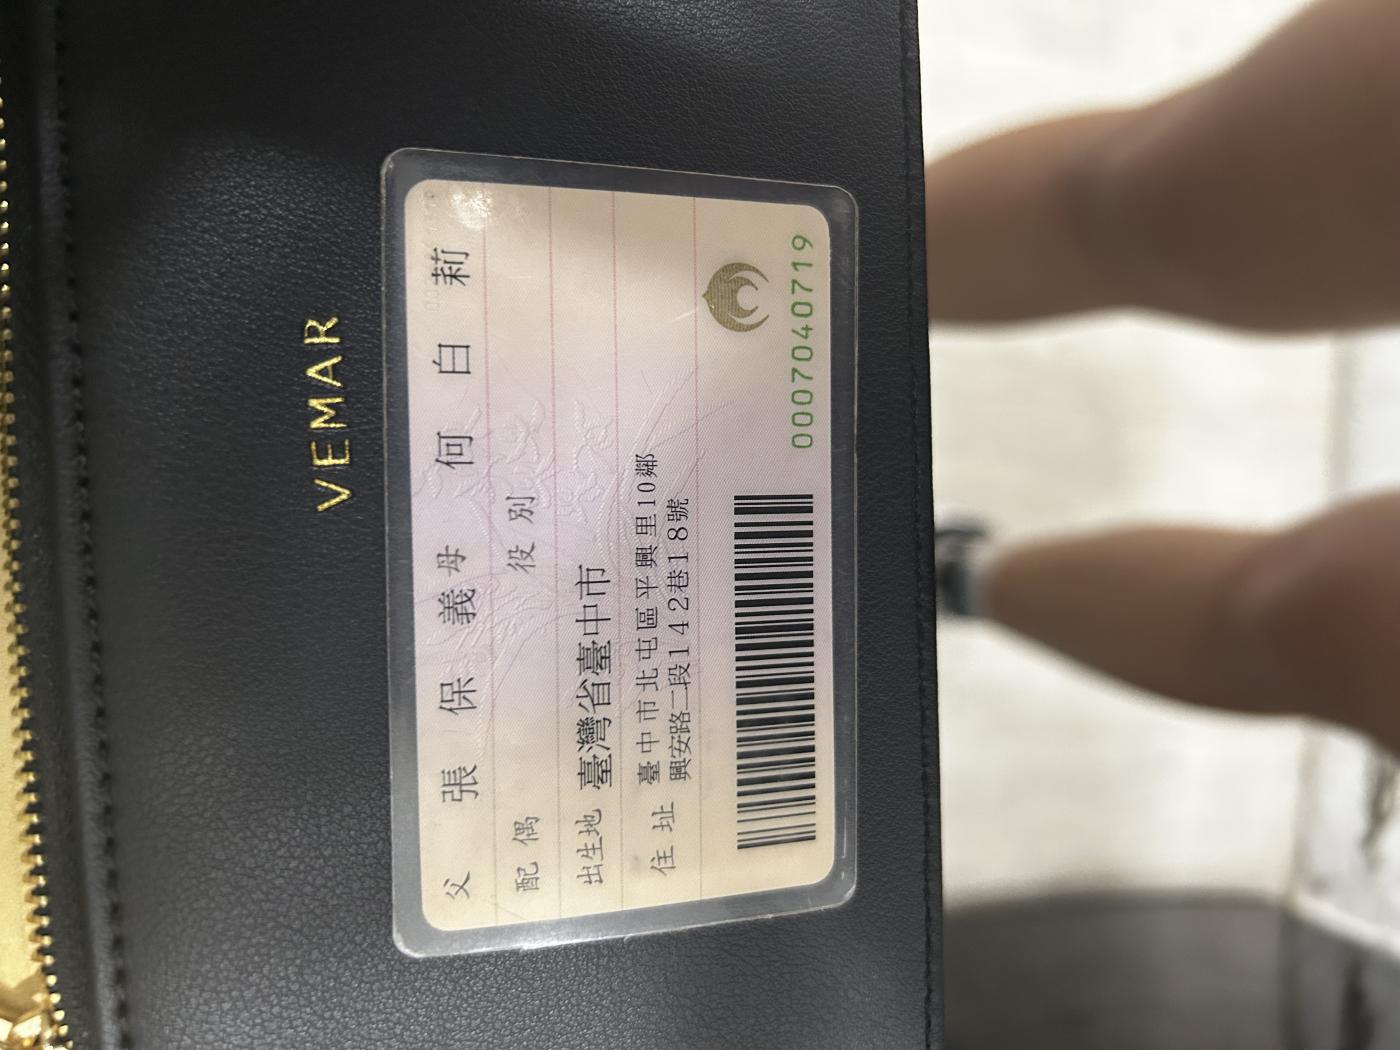 VEMAR
父 張保義 母 何白莉
配偶 役別
出生地 臺灣省臺中市
住址 臺中市北屯區平興里10鄰
興安路二段142巷18號
0007040719